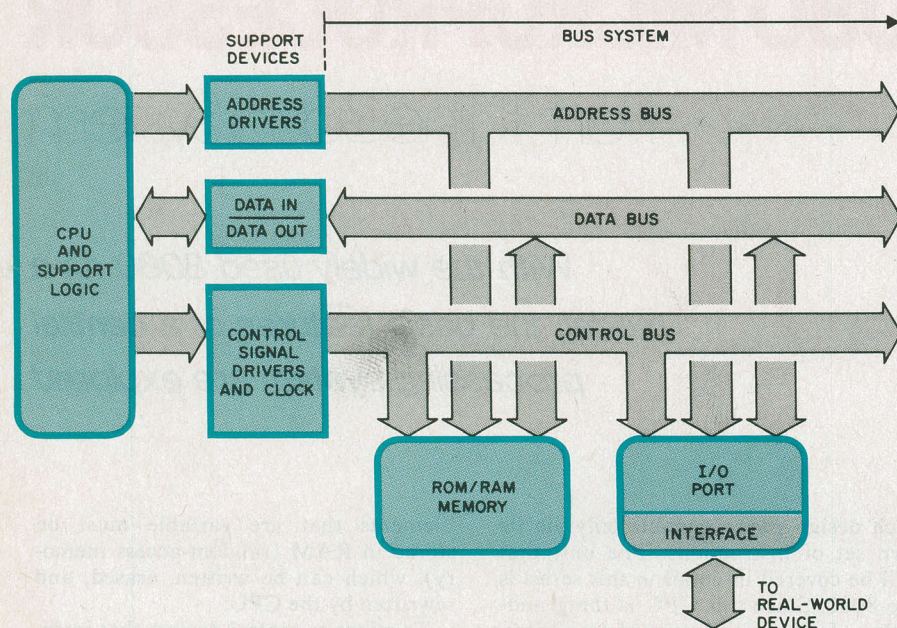 SUPPORT
DEVICES
BUS SYSTEM
ADDRESS
DRIVERS
ADDRESS BUS
DATA IN
DATA OUT
DATA BUS
CPU
AND
SUPPORT
LOGIC
CONTROL
SIGNAL
DRIVERS
AND CLOCK
CONTROL BUS
ROM/RAM
MEMORY
I/O
PORT
INTERFACE
TO
REAL-WORLD
DEVICE